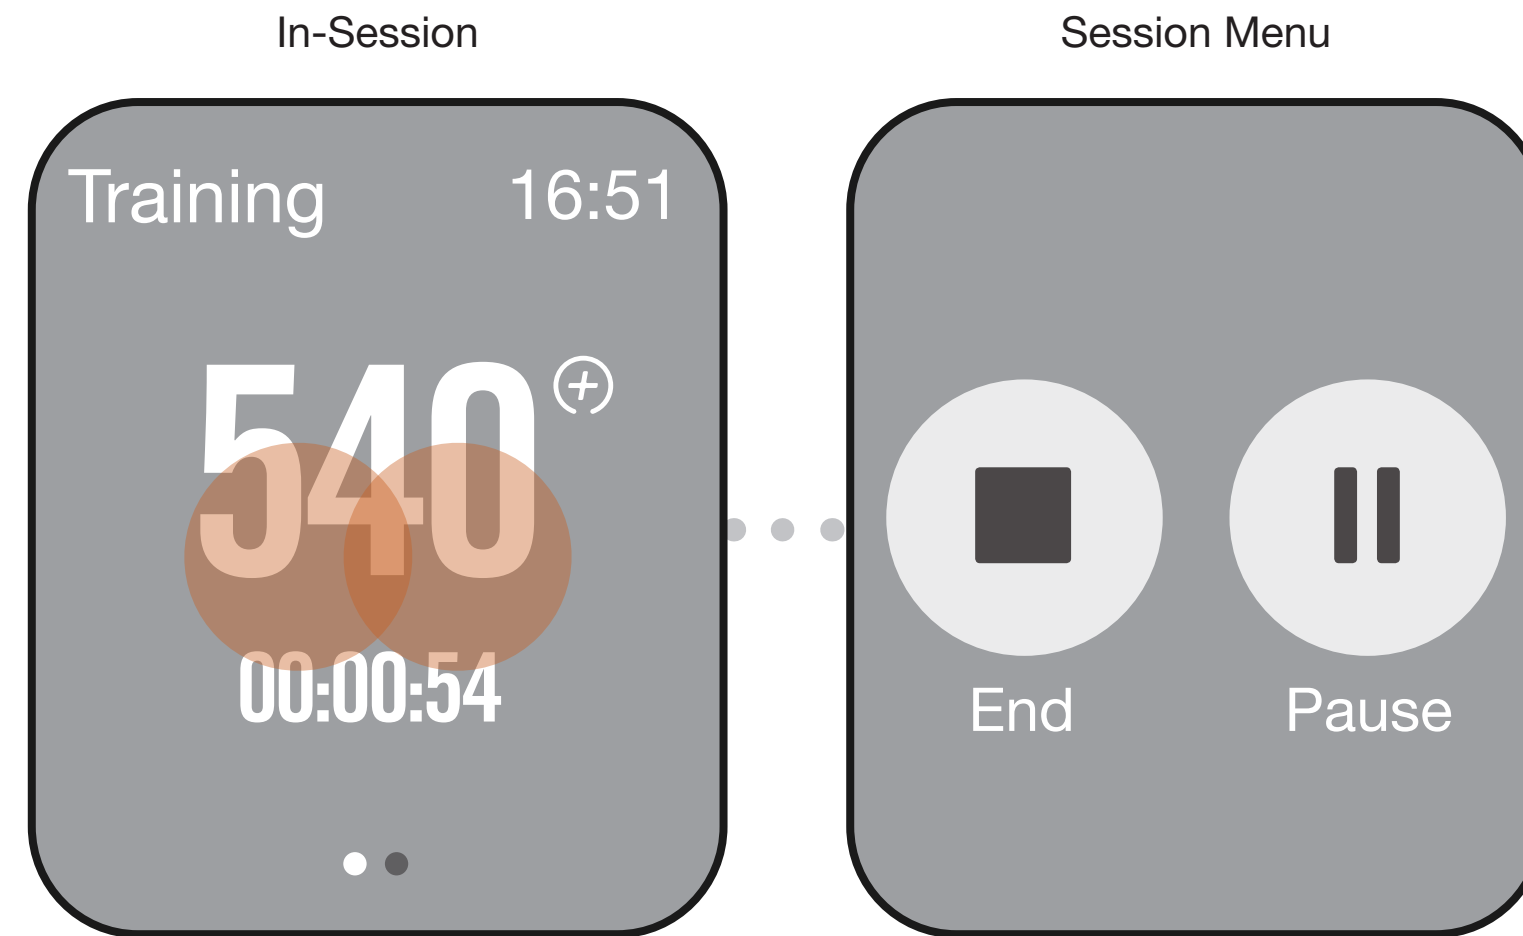 In-Session
Session Menu
Training
16:51
540
00:00:54
End
Pause